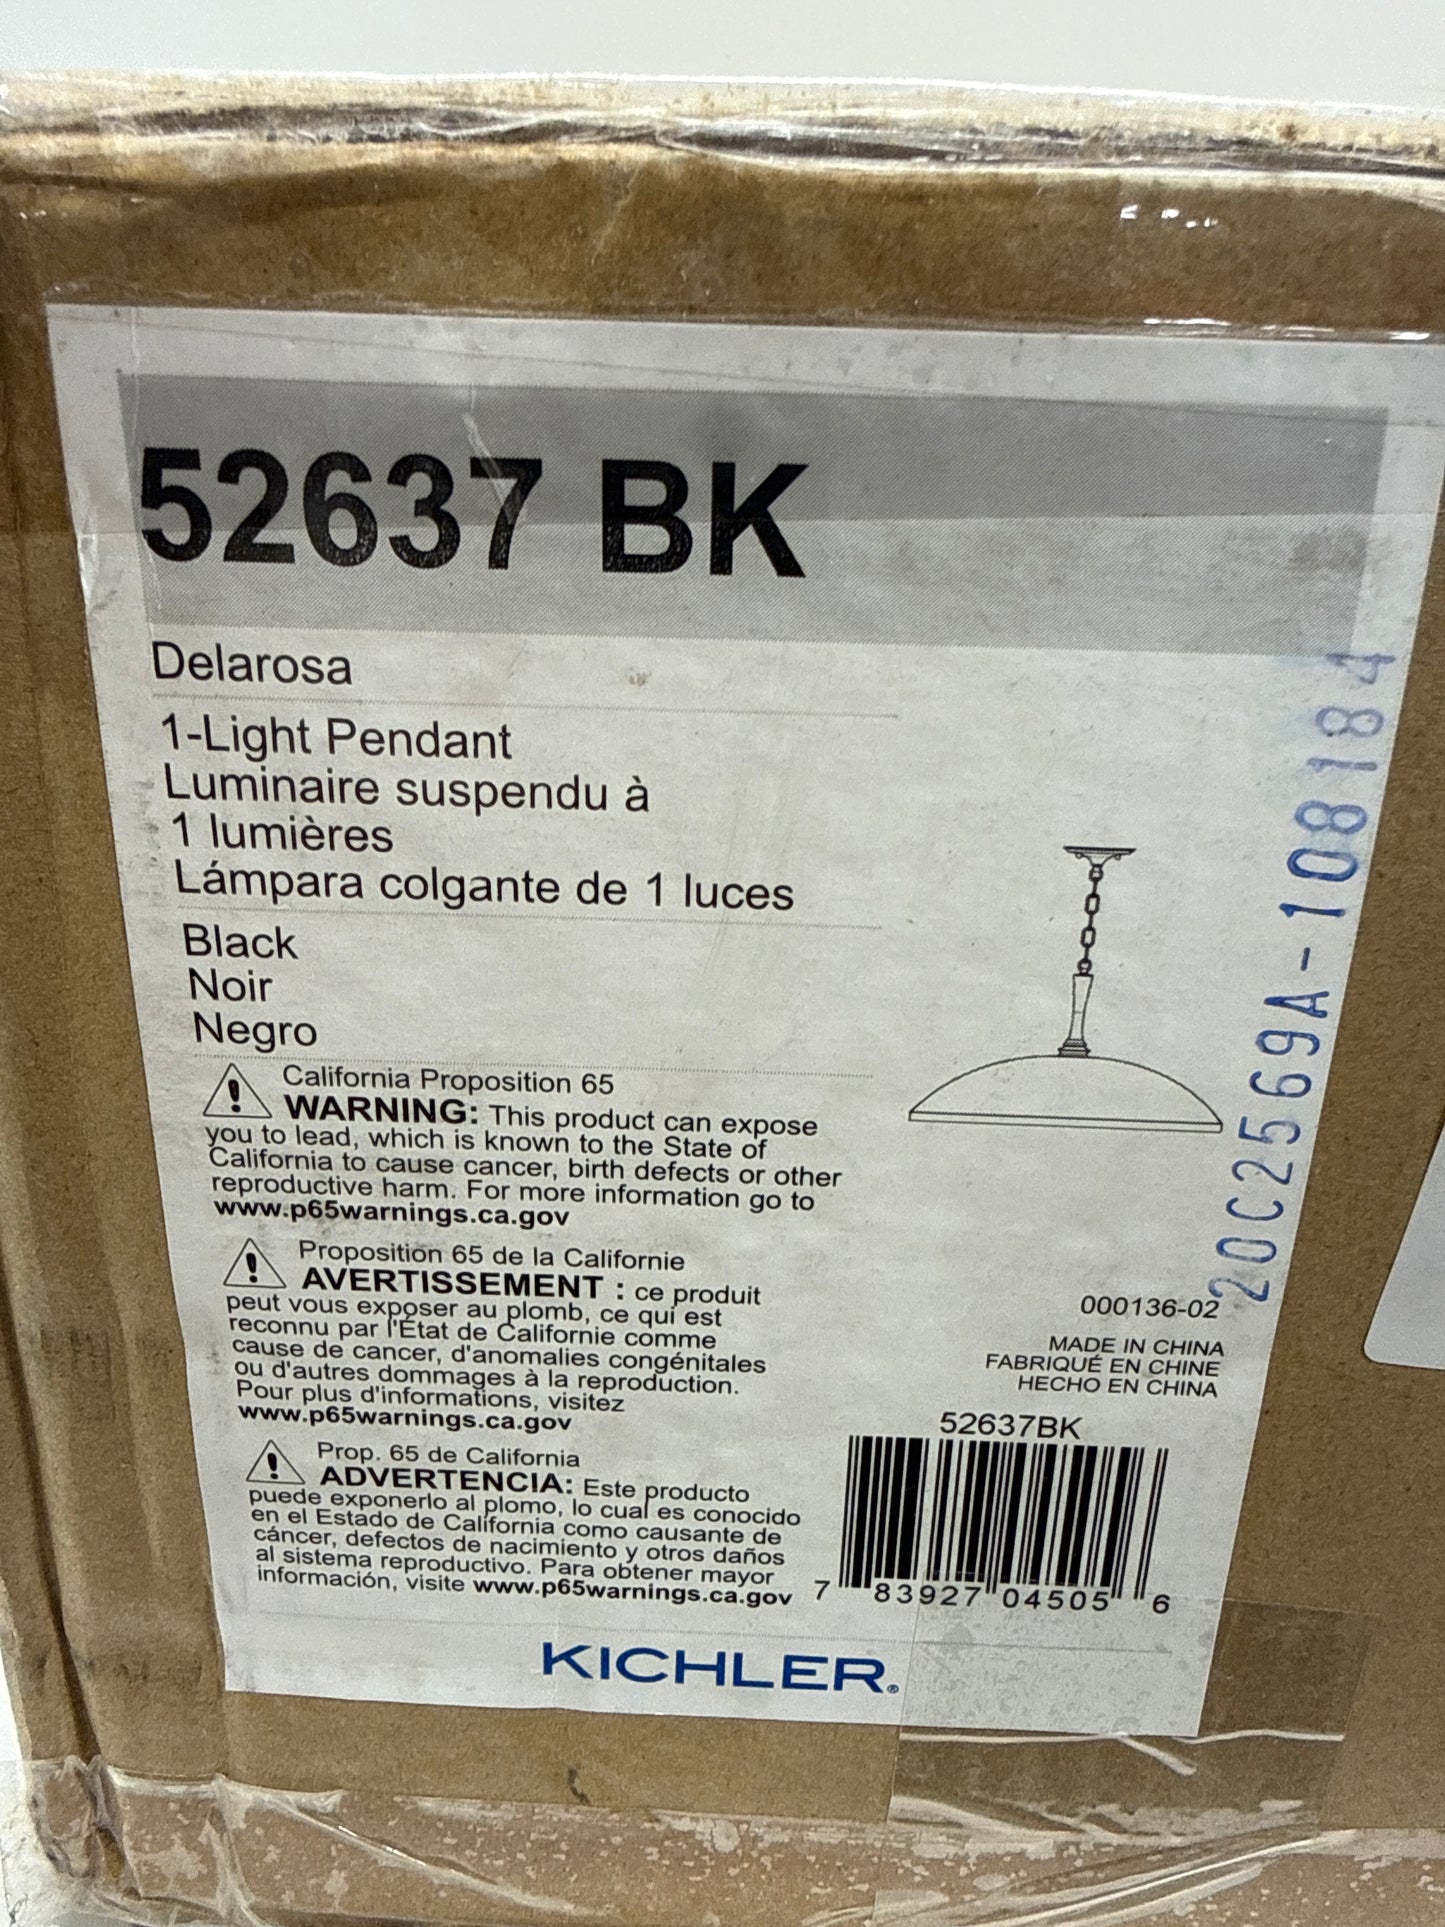 52637 BK
Delarosa
1-Light Pendant
Luminaire suspendu à
1 lumières
Lámpara colgante de 1 luces
Black
Noir
Negro
California Proposition 65
WARNING: This product can expose
you to lead, which is known to the State of
California to cause cancer, birth defects or other
reproductive harm. For more information go to
www.p65warnings.ca.gov
Proposition 65 de la Californie
AVERTISSEMENT : ce produit
peut vous exposer au plomb, ce qui est
reconnu par l'État de Californie comme
cause de cancer, d'anomalies congénitales
ou d'autres dommages à la reproduction.
Pour plus d'informations, visitez
www.p65warnings.ca.gov
Prop. 65 de California
ADVERTENCIA: Este producto
puede exponerlo al plomo, lo cual es conocido
en el Estado de California como causante de
cáncer, defectos de nacimiento y otros daños
al sistema reproductivo. Para obtener mayor
información, visite www.p65warnings.ca.gov
20C2569A-108184
000136-02
MADE IN CHINA
FABRIQUÉ EN CHINE
HECHO EN CHINA
52637BK
7 83927 04505 6
KICHLER®